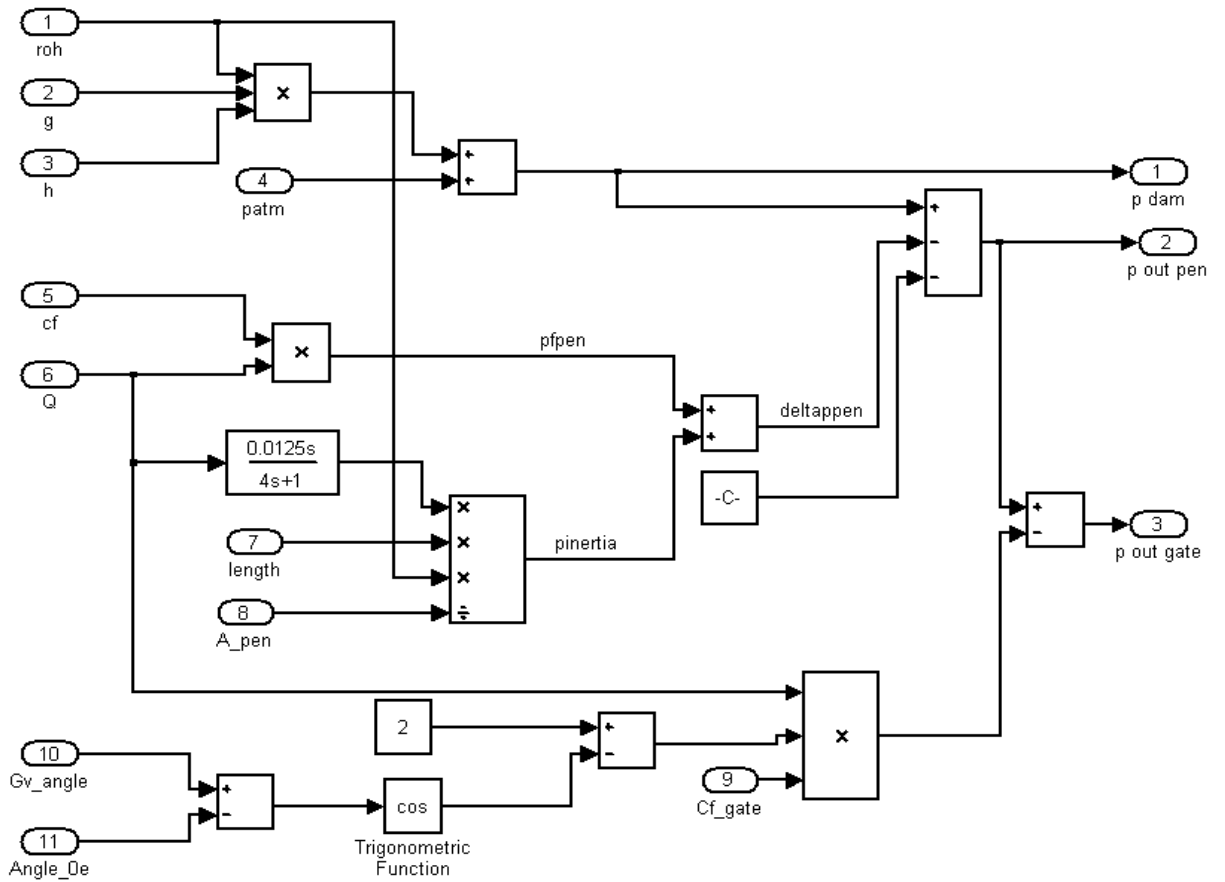 1
roh
2
g
×
3
h
4
patm
+
+
1
p dam
+
-
-
2
p out pen
5
cf
×
pfpen
6
Q
+
+
deltappen
0.0125s
4s+1
-C-
×
×
×
÷
7
length
pinertia
8
A_pen
+
-
3
p out gate
2
+
-
×
9
Cf_gate
10
Gv_angle
+
-
cos
Trigonometric
Function
11
Angle_0e